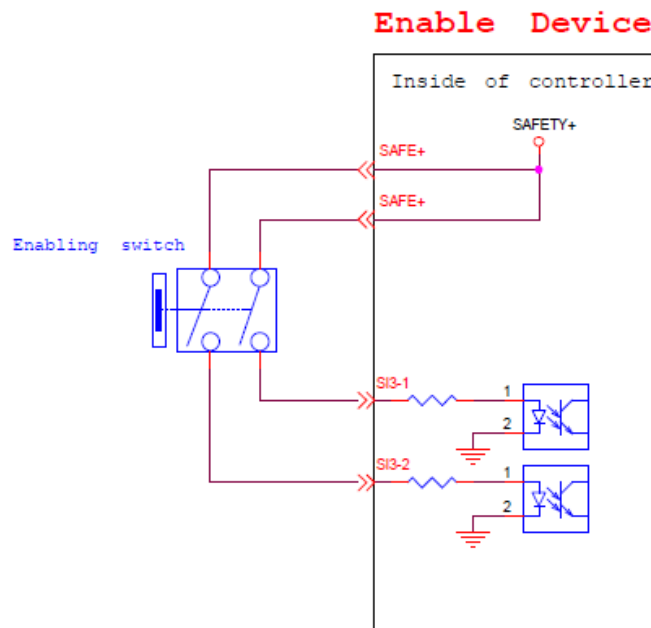 Enable Device
Inside of controller
SAFETY+
SAFE+
SAFE+
Enabling switch
SI3-1
1
2
SI3-2
1
2